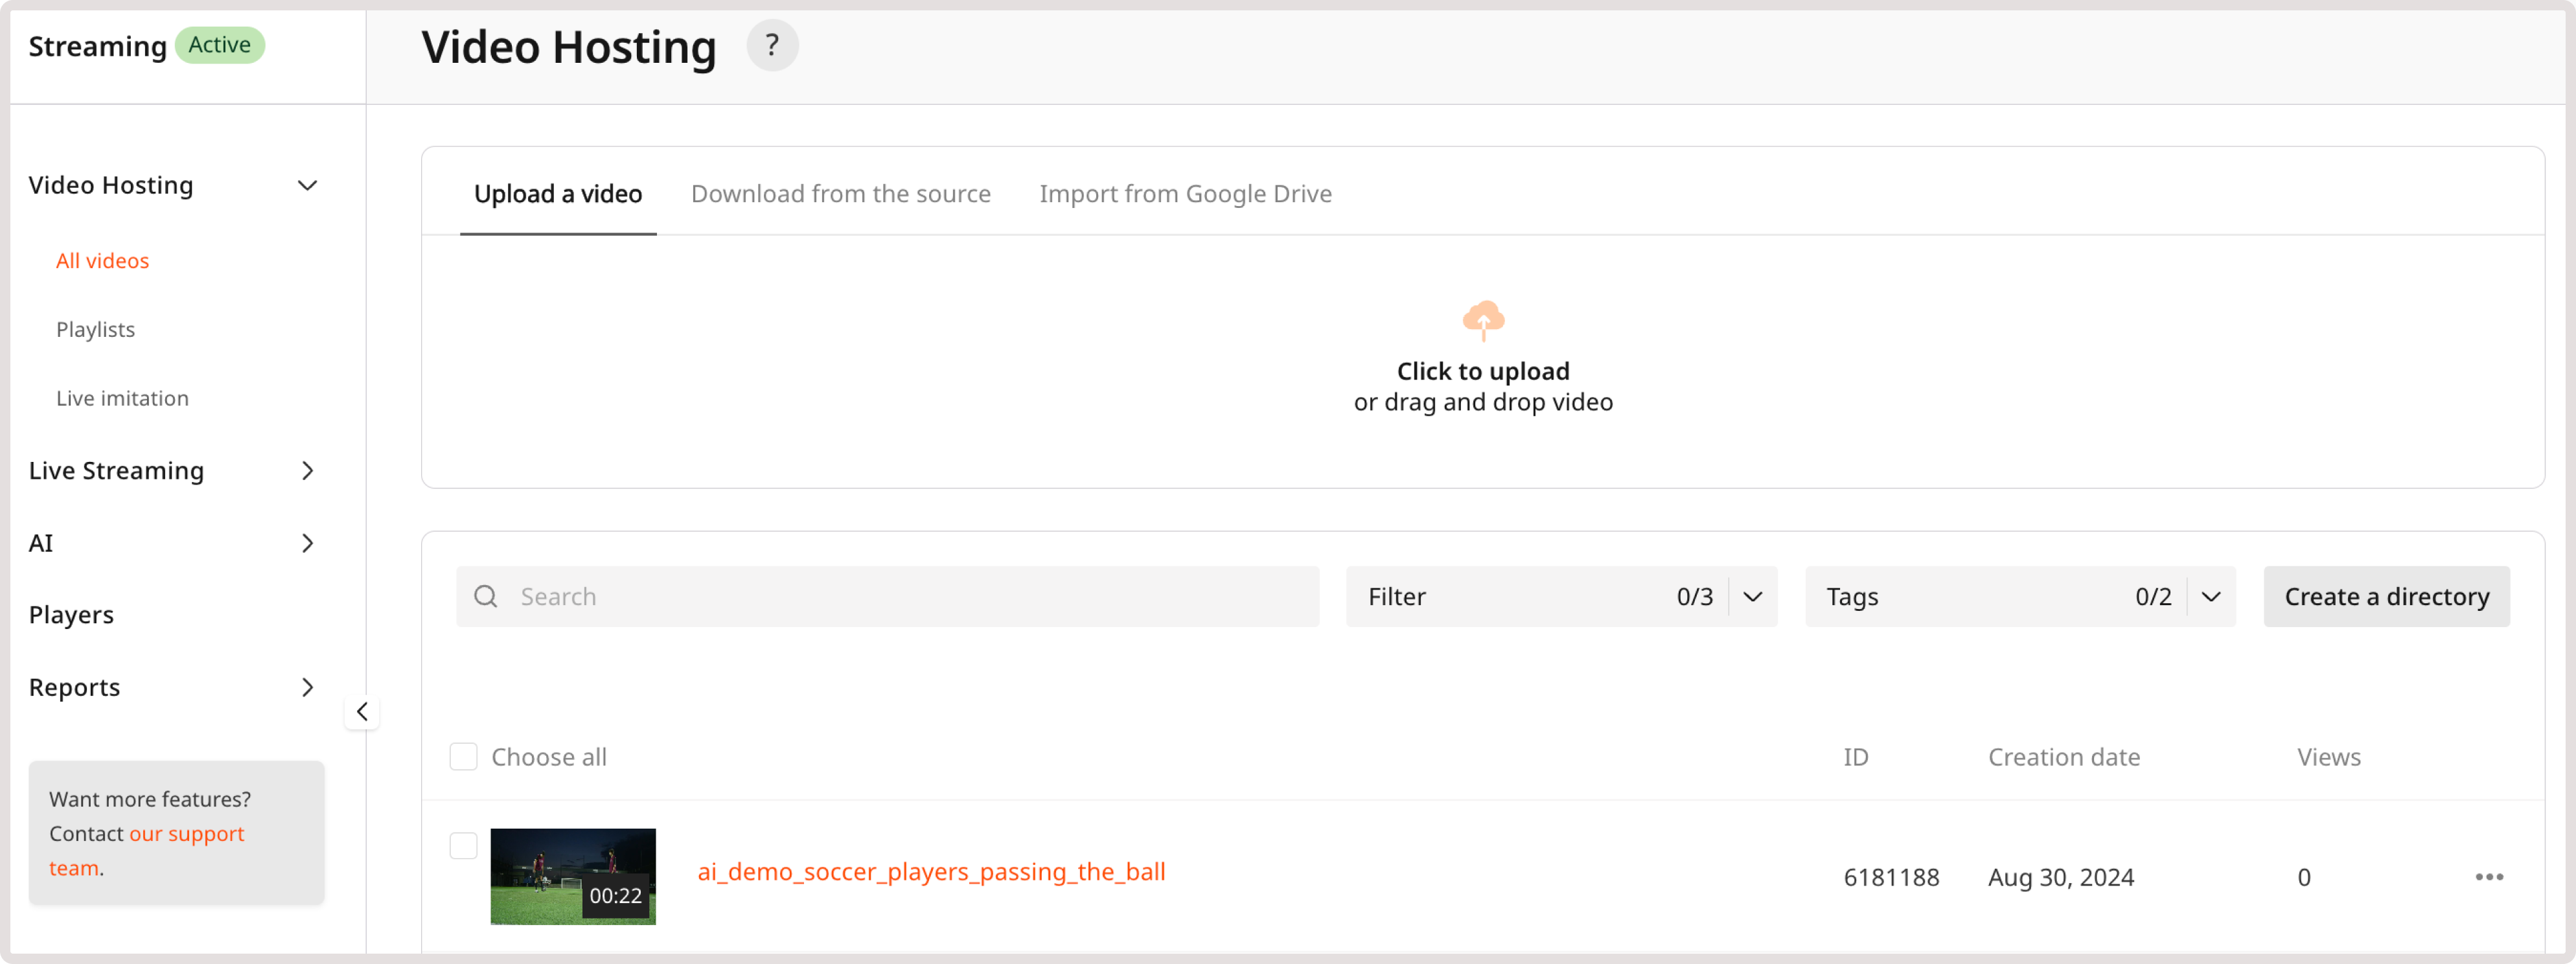 Streaming Active
Video Hosting ?
Video Hosting
All videos
Playlists
Live imitation
Live Streaming
AI
Players
Reports
Want more features?
Contact our support
team.
Upload a video Download from the source Import from Google Drive
Click to upload
or drag and drop video
Search Filter 0/3 Tags 0/2 Create a directory
Choose all ID Creation date Views
00:22 ai_demo_soccer_players_passing_the_ball 6181188 Aug 30, 2024 0